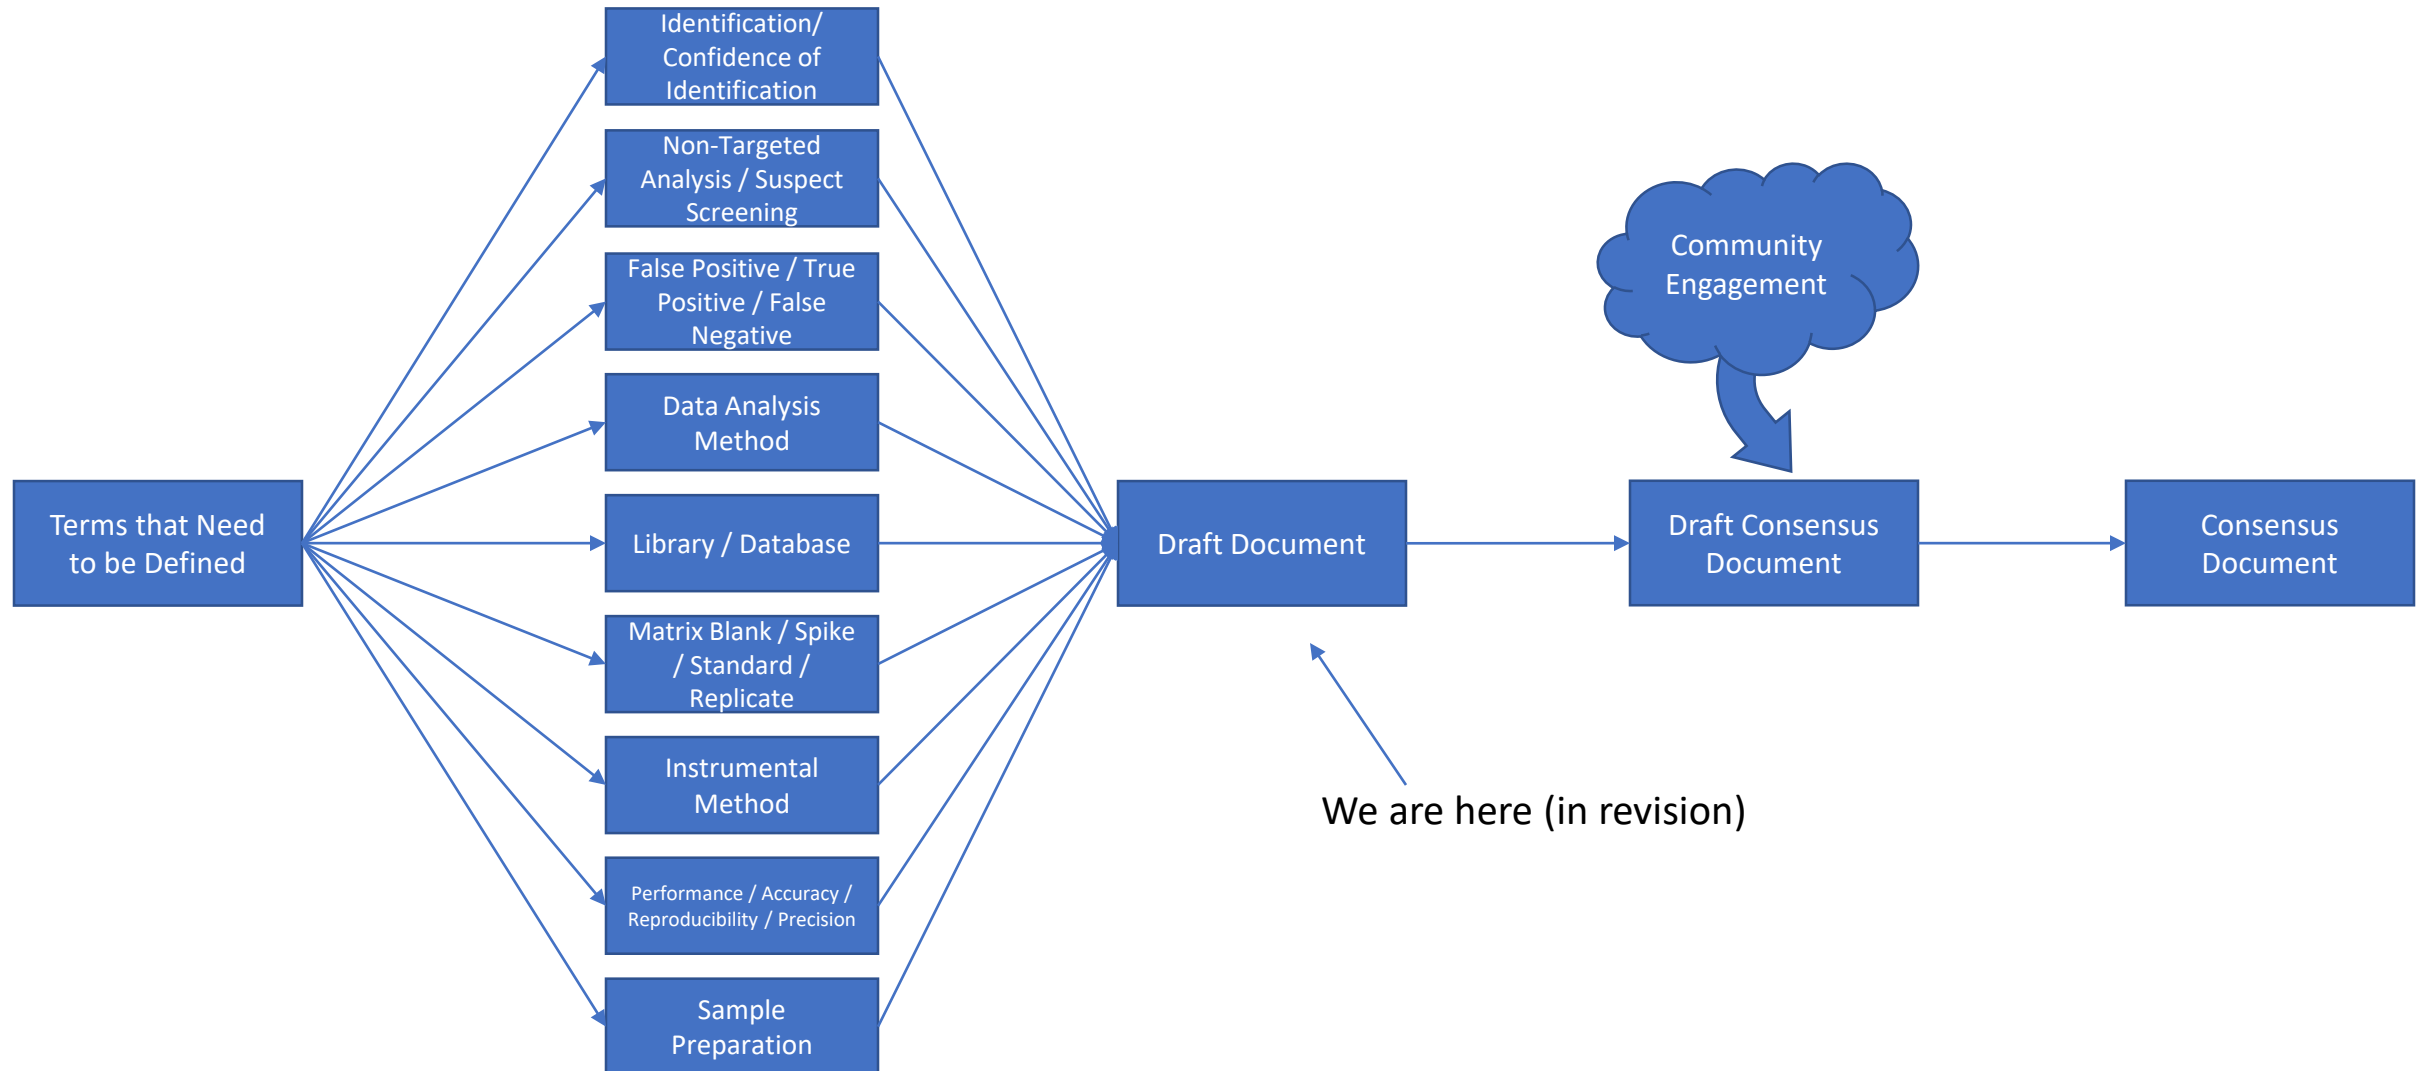 Terms that Need
to be Defined
Identification/
Confidence of
Identification
Non-Targeted
Analysis / Suspect
Screening
False Positive / True
Positive / False
Negative
Data Analysis
Method
Library / Database
Matrix Blank / Spike
/ Standard /
Replicate
Instrumental
Method
Performance / Accuracy /
Reproducibility / Precision
Sample
Preparation
Draft Document
We are here (in revision)
Community
Engagement
Draft Consensus
Document
Consensus
Document